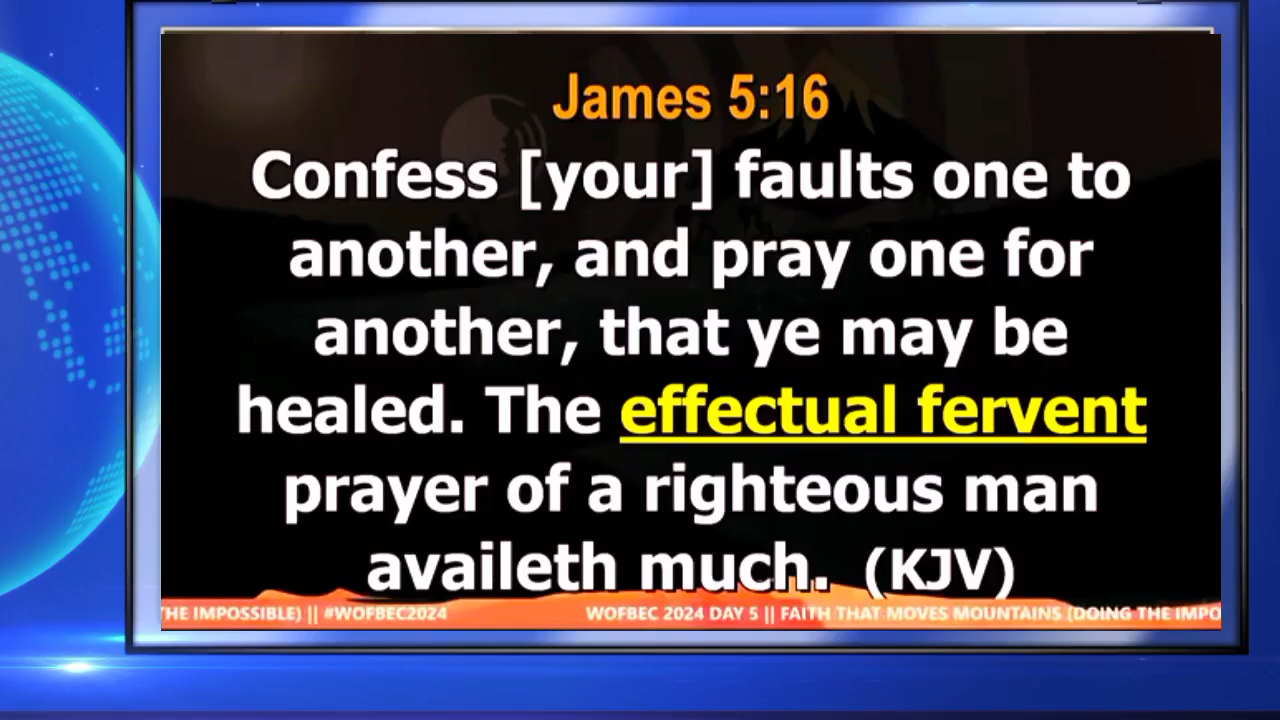 James 5:16
Confess [your] faults one to
another, and pray one for
another, that ye may be
healed. The effectual fervent
prayer of a righteous man
availeth much. (KJV)
THE IMPOSSIBLE) || #WOFBEC2024 WOFBEC 2024 DAY 5 || FAITH THAT MOVES MOUNTAINS (DOING THE IMPO